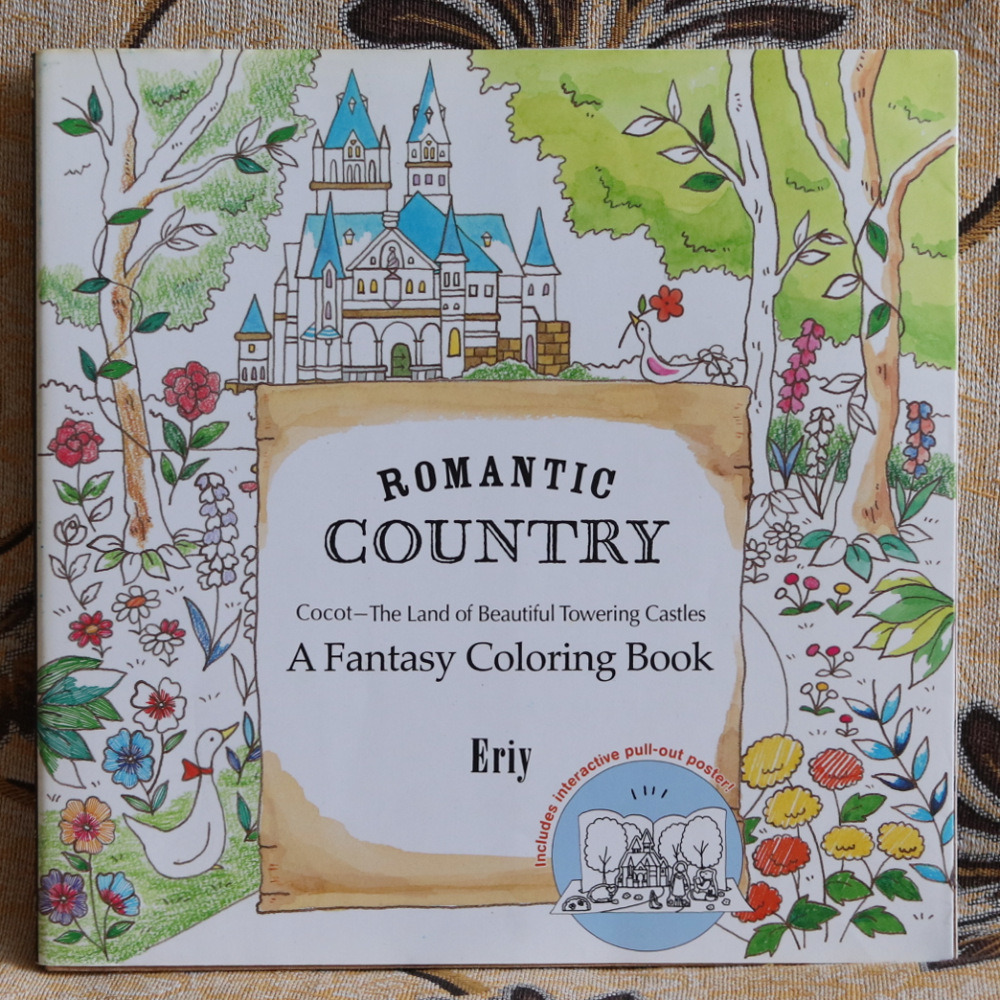 ROMANTIC
COUNTRY
Cocot—The Land of Beautiful Towering Castles
A Fantasy Coloring Book
Eriy
Includes interactive pull-out poster!